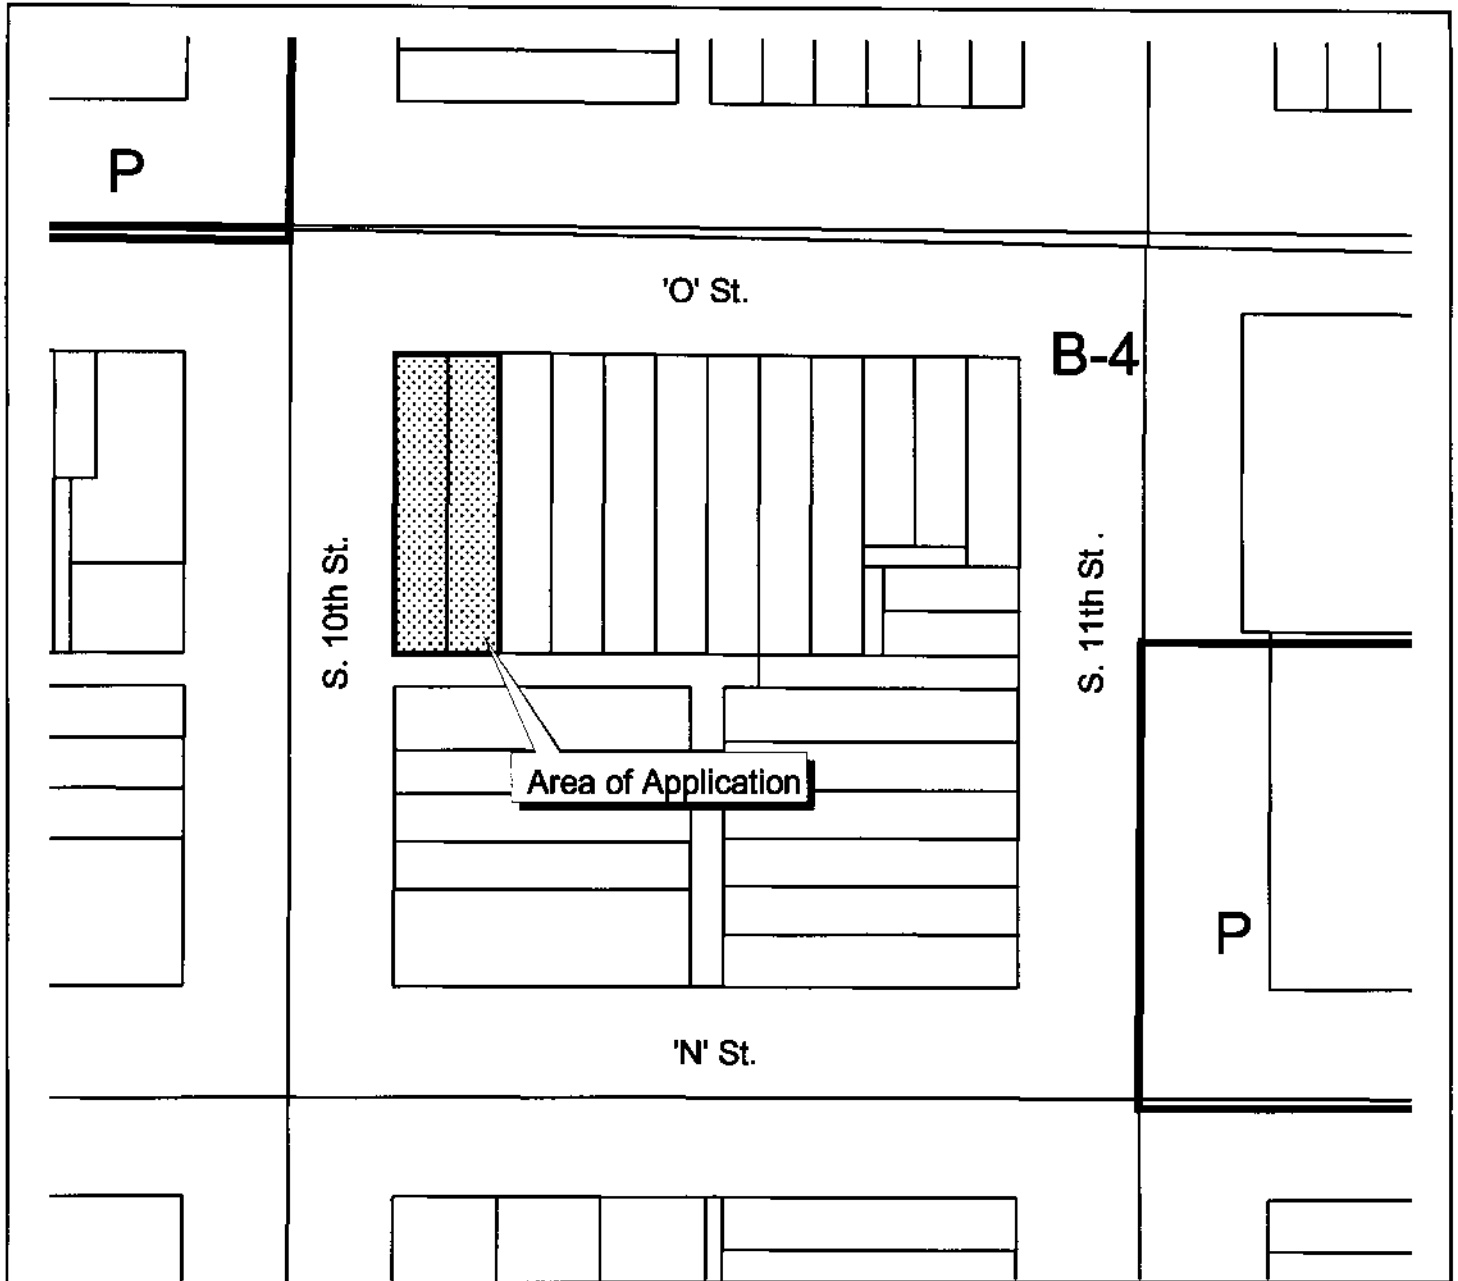 P
'O' St.
B-4
S. 10th St.
S. 11th St.
Area of Application
P
'N' St.